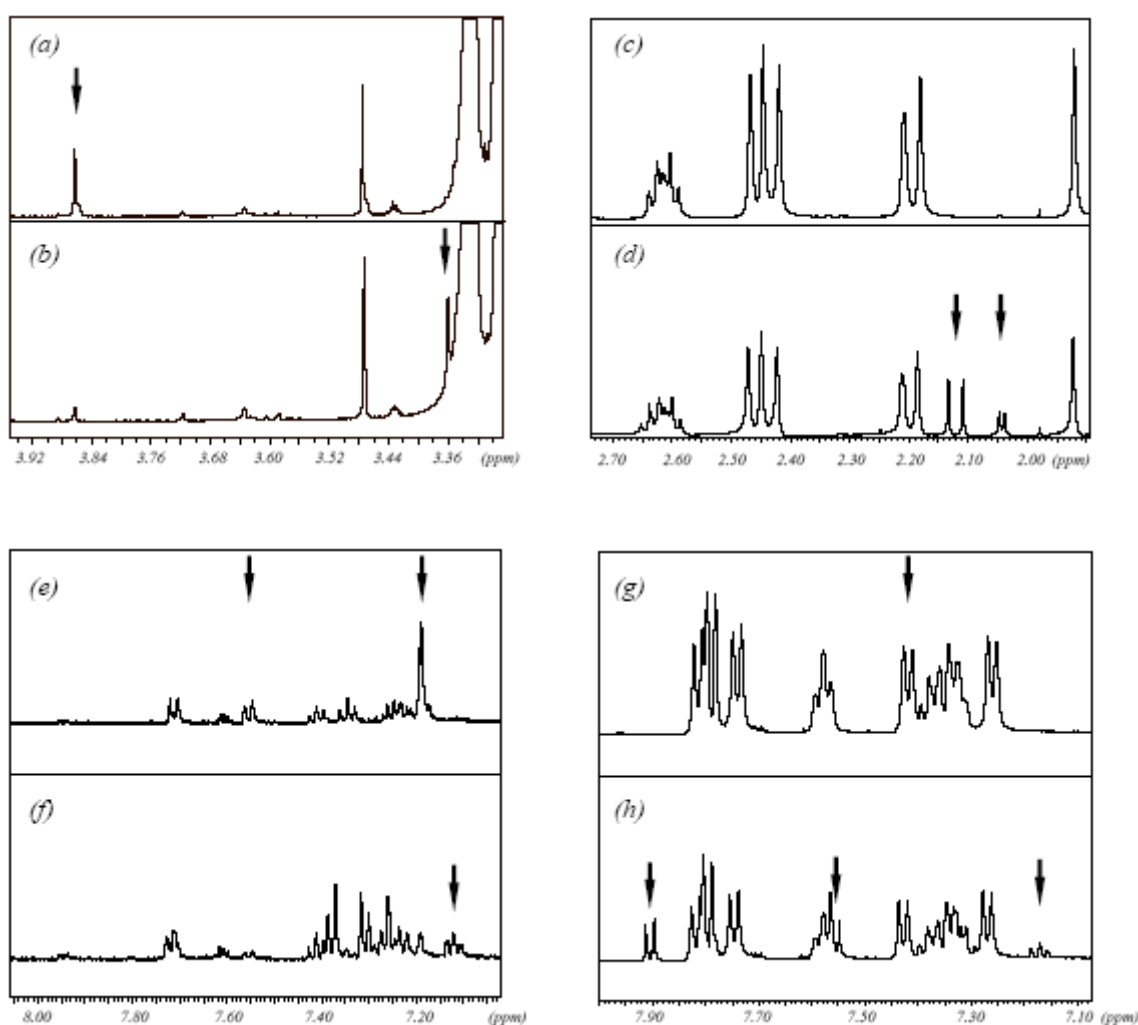 (a)
(b)
3.92 3.84 3.76 3.68 3.60 3.52 3.44 3.36 (ppm)
(c)
(d)
2.70 2.60 2.50 2.40 2.30 2.20 2.10 2.00 (ppm)
(e)
(f)
8.00 7.80 7.60 7.40 7.20 (ppm)
(g)
(h)
7.90 7.70 7.50 7.30 7.10 (ppm)